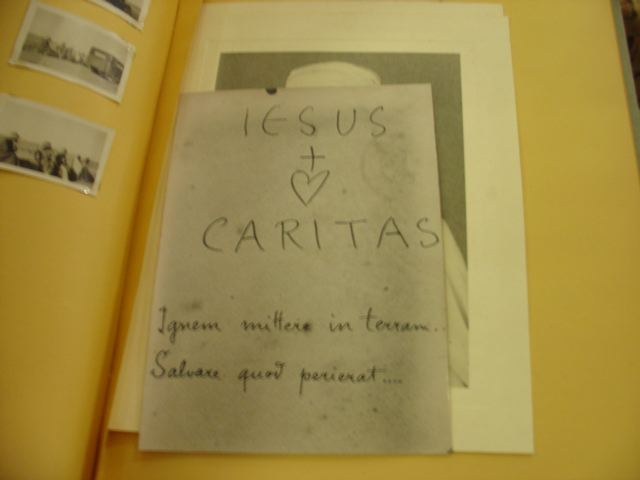 IESUS
CARITAS
Ignem mittere in terram..
Salvare quod perierat....